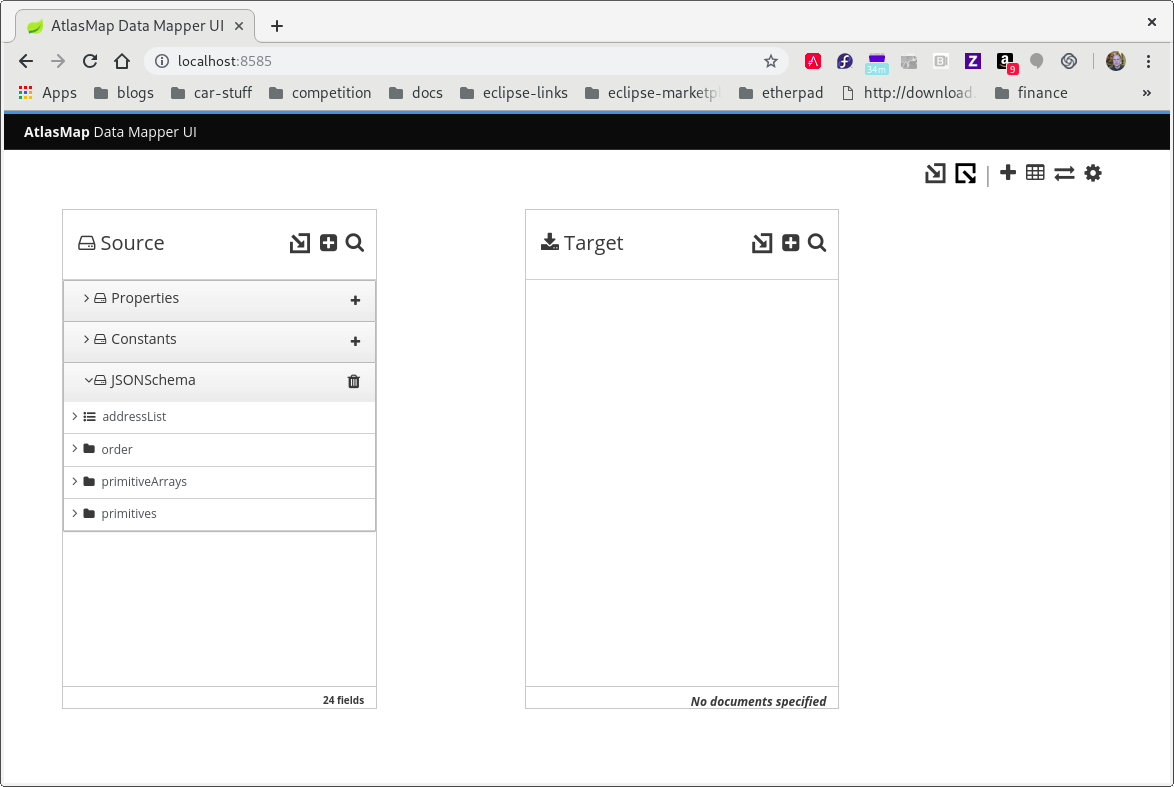 AtlasMap Data Mapper UI
localhost:8585
34m
9
Apps blogs car-stuff competition docs eclipse-links eclipse-marketpl etherpad http://download. finance »
AtlasMap Data Mapper UI
Source
Target
Properties
Constants
JSONSchema
addressList
order
primitiveArrays
primitives
24 fields
No documents specified